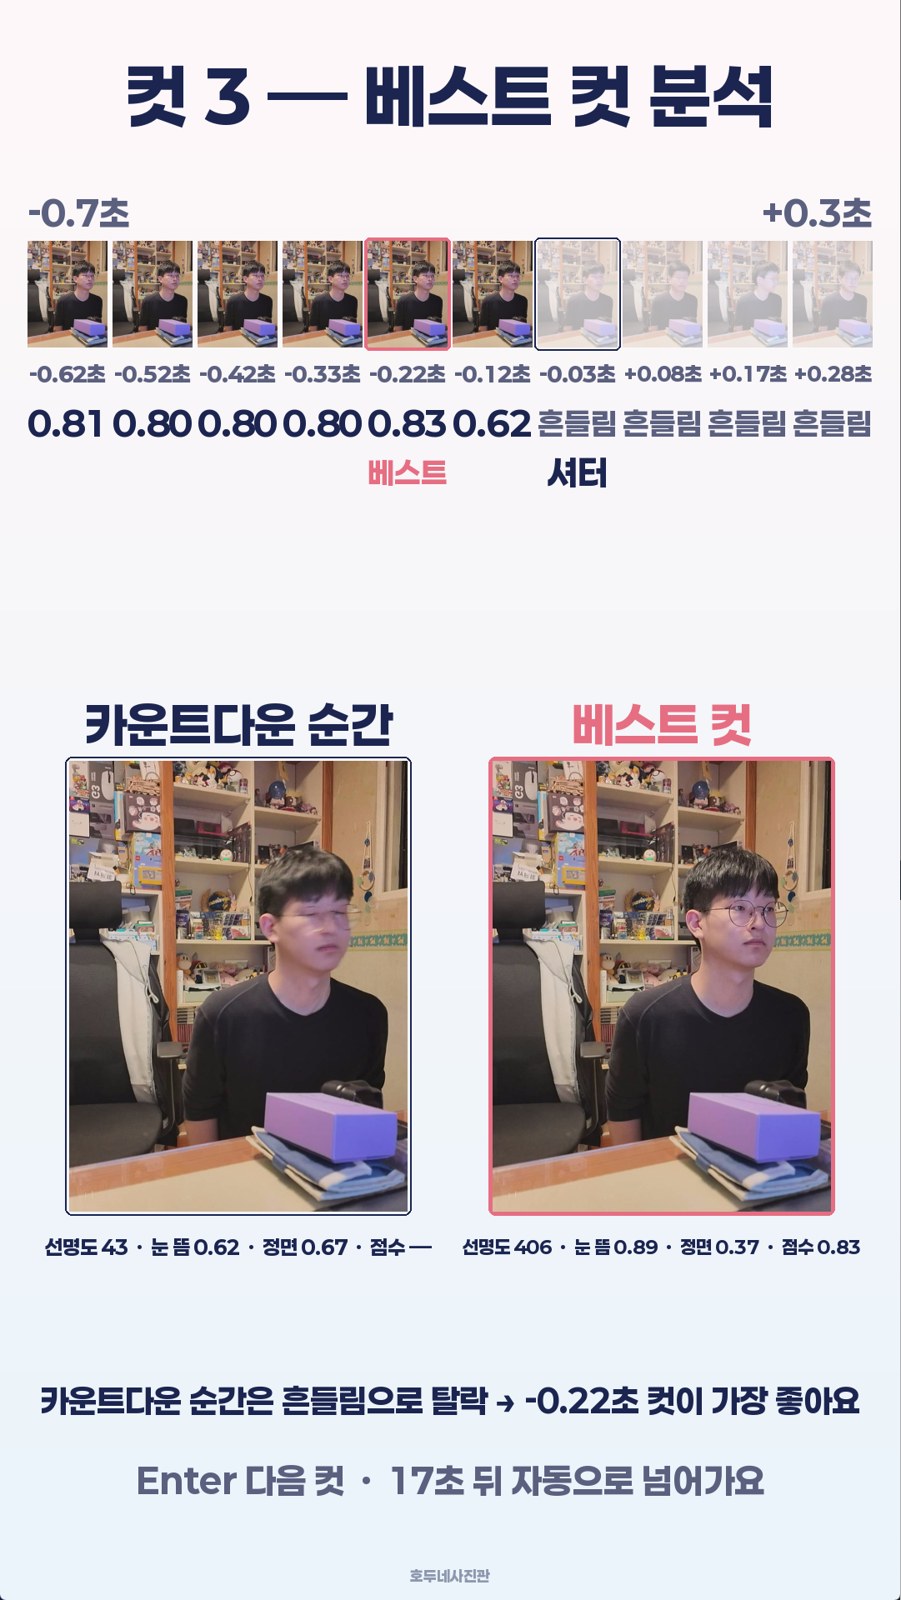 컷 3 — 베스트 컷 분석
-0.7초 +0.3초
-0.62초 -0.52초 -0.42초 -0.33초 -0.22초 -0.12초 -0.03초 +0.08초 +0.17초 +0.28초
0.81 0.80 0.80 0.80 0.83 0.62 흔들림 흔들림 흔들림 흔들림
베스트 셔터
카운트다운 순간 베스트 컷
선명도 43 · 눈 뜸 0.62 · 정면 0.67 · 점수 — 선명도 406 · 눈 뜸 0.89 · 정면 0.37 · 점수 0.83
카운트다운 순간은 흔들림으로 탈락 → -0.22초 컷이 가장 좋아요
Enter 다음 컷 · 17초 뒤 자동으로 넘어가요
호두네사진관